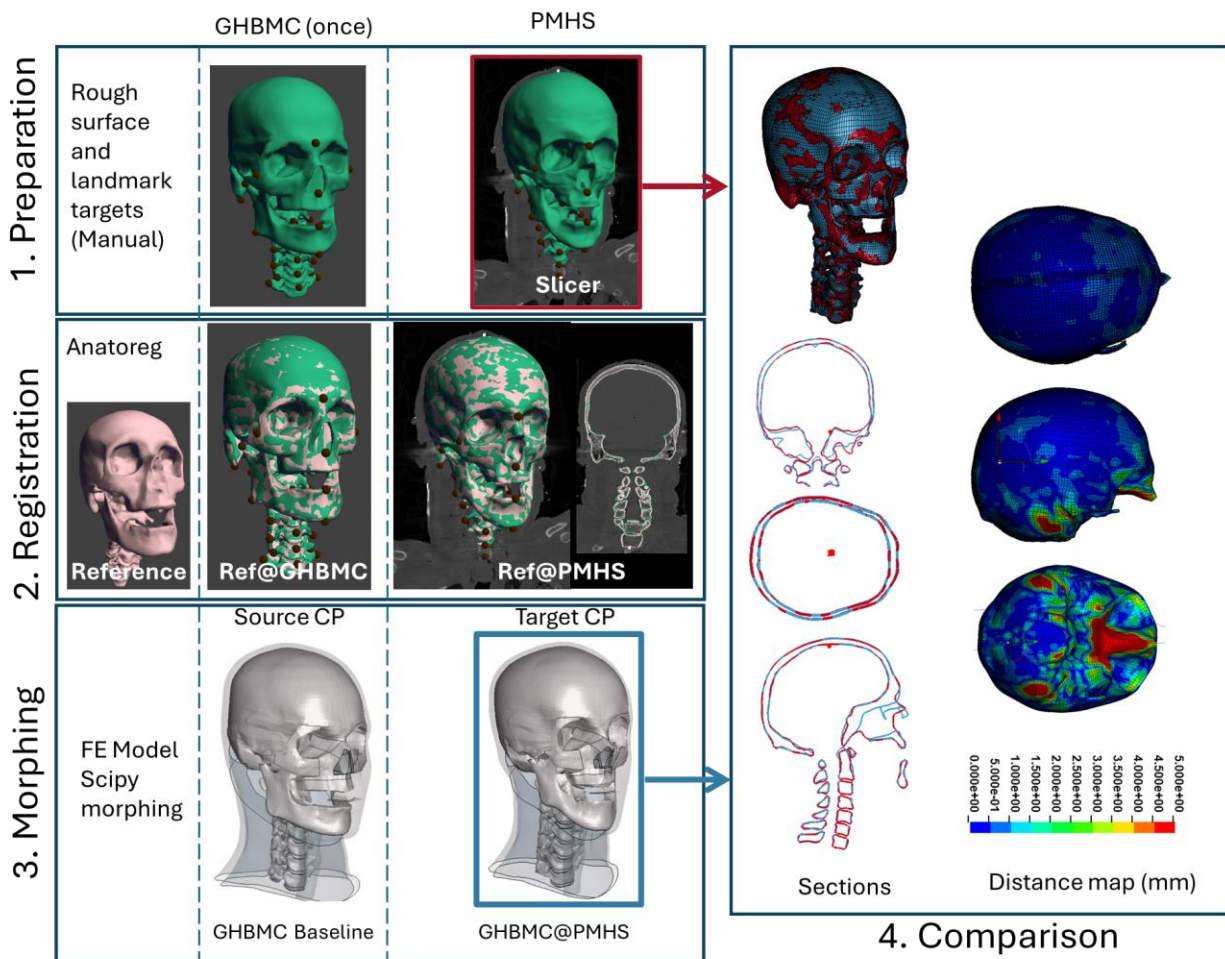 GHBMC (once)
PMHS
1. Preparation
Rough
surface
and
landmark
targets
(Manual)
Slicer
2. Registration
Anatoreg
Reference
Ref@GHBMC
Ref@PMHS
3. Morphing
Source CP
Target CP
FE Model
Scipy
morphing
GHBMC Baseline
GHBMC@PMHS
Sections
0.000e+00
5.000e-01
1.000e+00
1.500e+00
2.000e+00
2.500e+00
3.000e+00
3.500e+00
4.000e+00
4.500e+00
5.000e+00
Distance map (mm)
4. Comparison